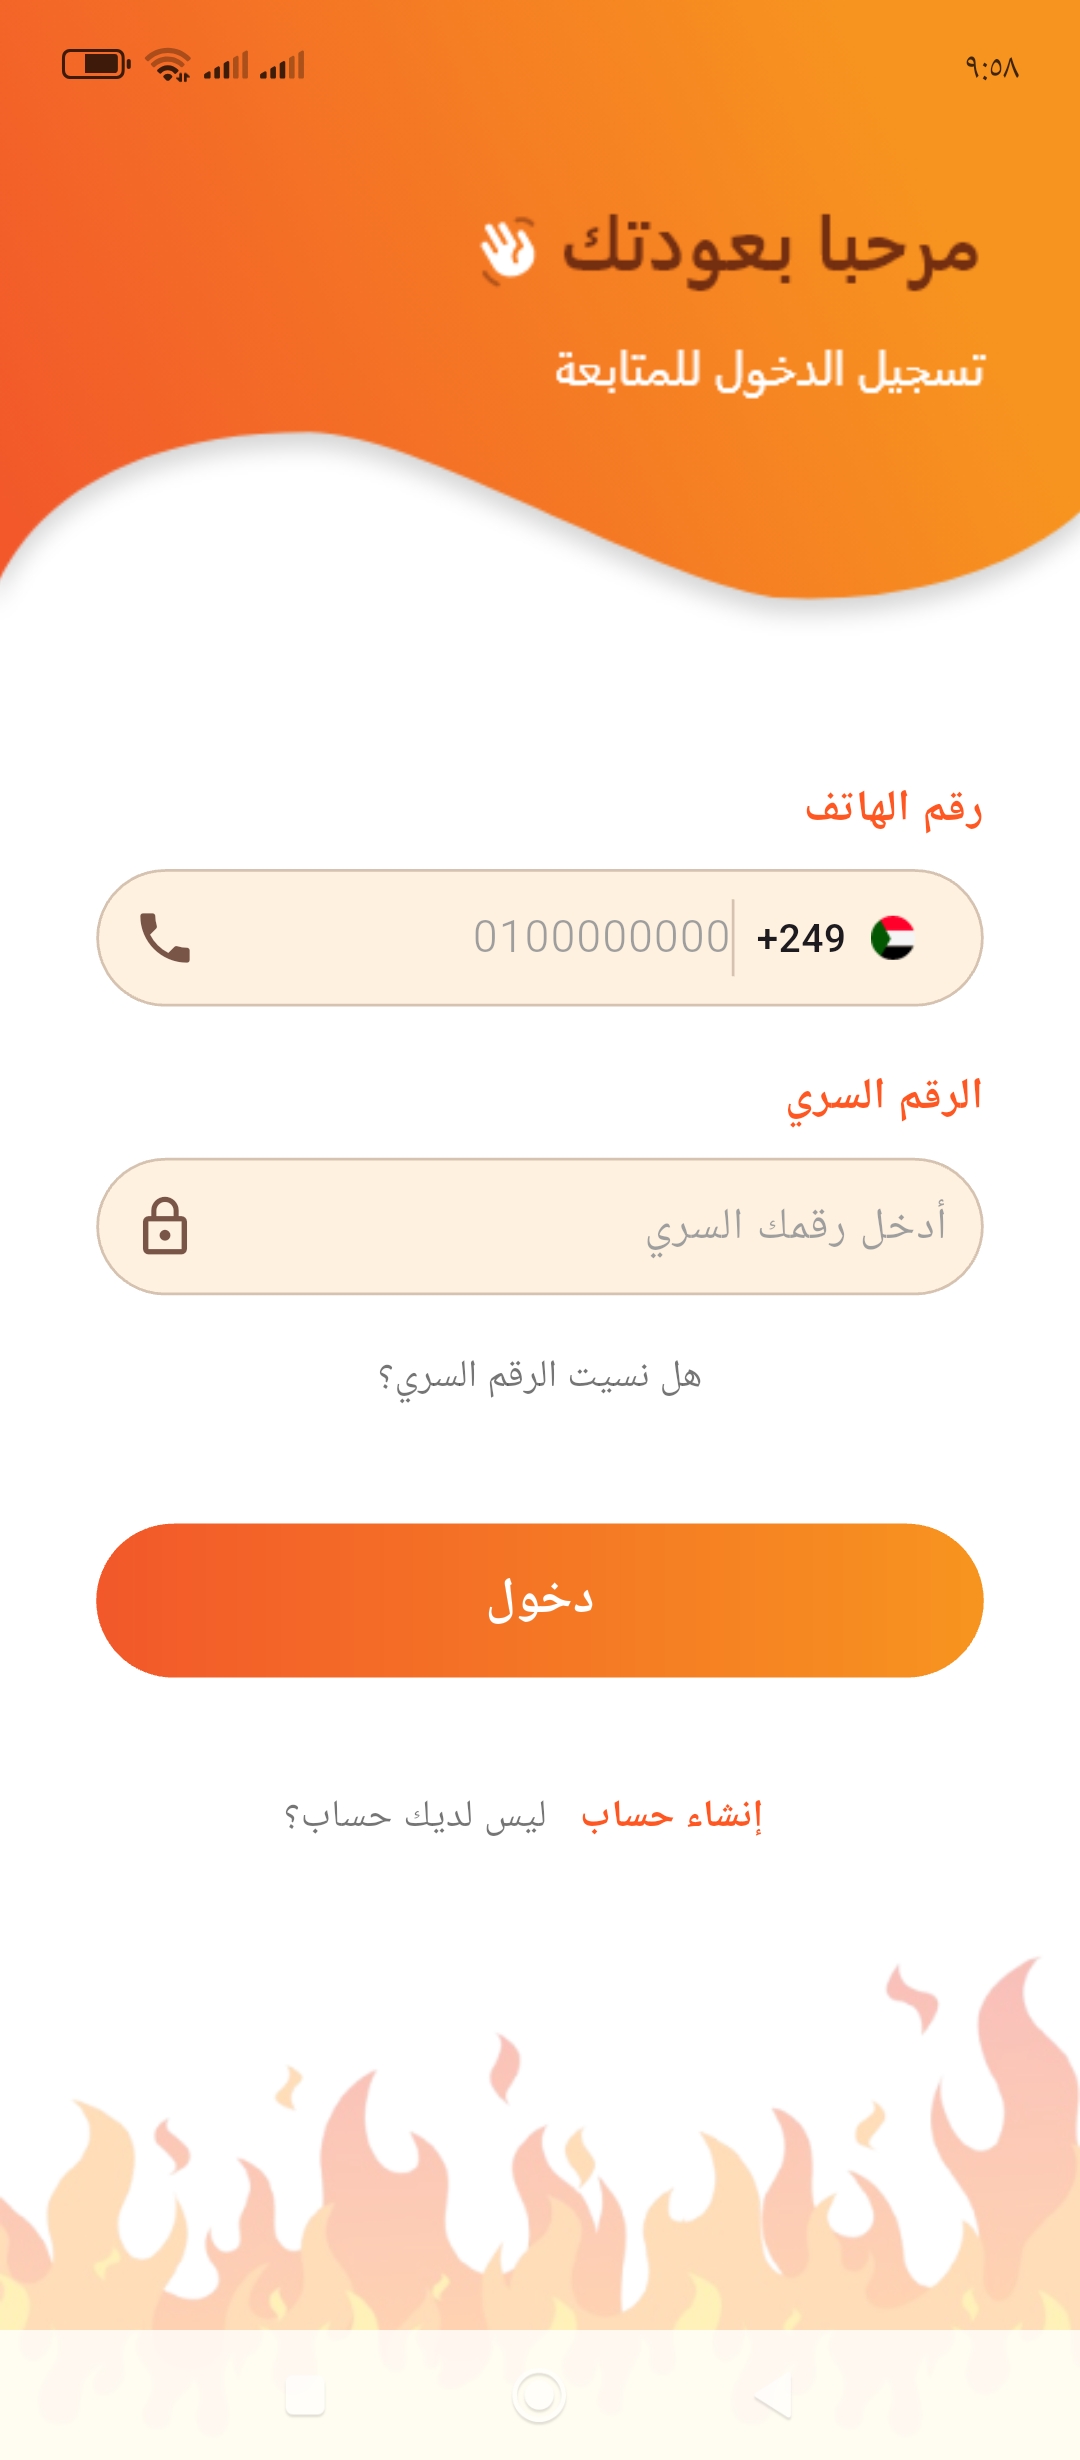 ٩:٥٨
مرحبا بعودتك
تسجيل الدخول للمتابعة
رقم الهاتف
+249 0100000000
الرقم السري
أدخل رقمك السري
هل نسيت الرقم السري؟
دخول
إنشاء حساب ليس لديك حساب؟